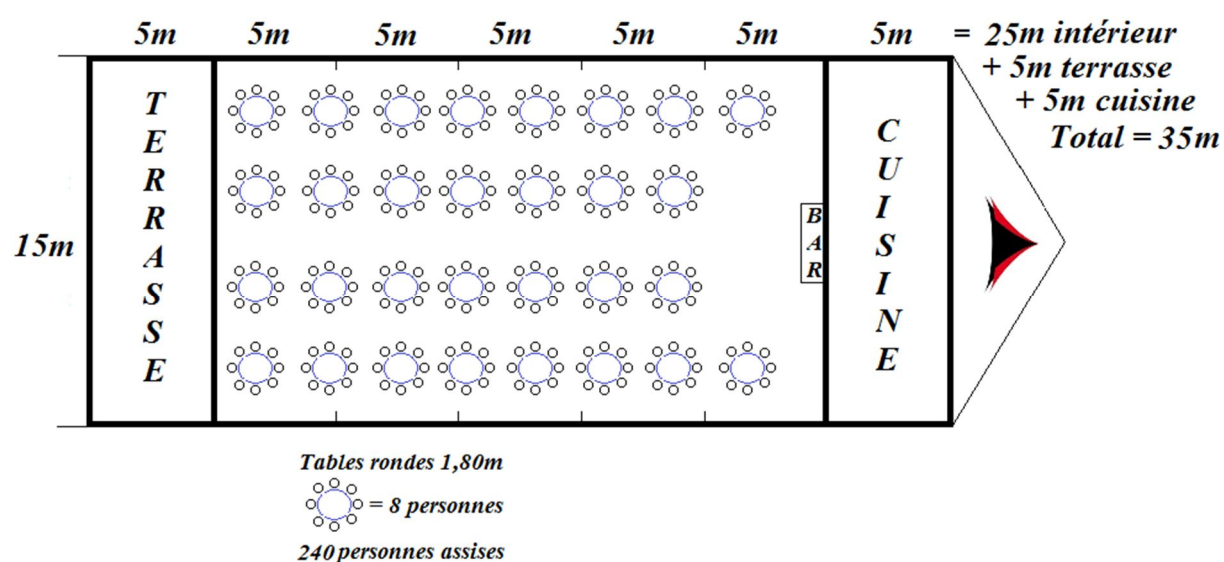 5m 5m 5m 5m 5m 5m 5m = 25m intérieur
+ 5m terrasse
+ 5m cuisine
Total = 35m
15m
TERRASSE
BAR
CUISINE
Tables rondes 1,80m
= 8 personnes
240 personnes assises